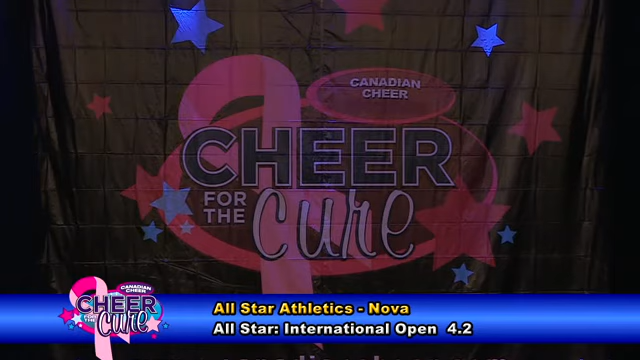 CANADIAN
CHEER
CHEER
FOR
THE
cure
CANADIAN
CHEER
CHEER
FOR
THE
cure
All Star Athletics - Nova
All Star: International Open 4.2